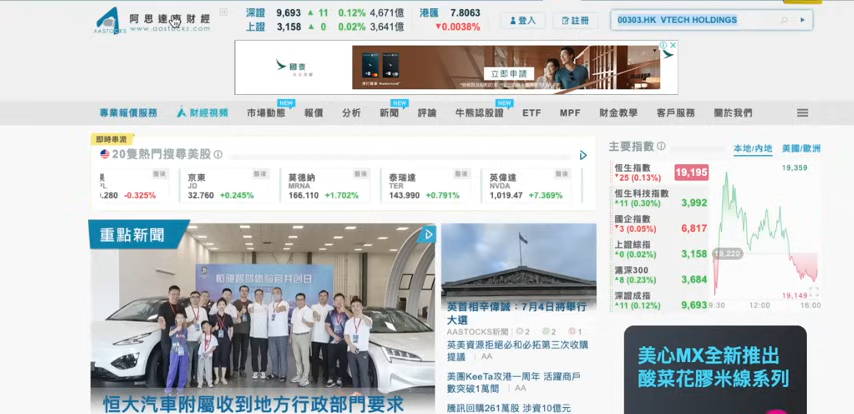 阿思達克財經
www.aastocks.com
深證 9,693 ▲ 11 0.12% 4,671億
上證 3,158 ▲ 0 0.02% 3,641億
港匯 7.8063
▼0.0038%
登入
註冊
00303.HK VTECH HOLDINGS
國泰
立即申請
專業報價服務 財經視頻 市場動態 NEW 報價 分析 新聞 NEW 評論 牛熊認股證 NEW ETF MPF 財金教學 客戶服務 關於我們
即時串流
20隻熱門搜尋美股
.280 -0.325%
京東 盤後
JD
32.760 +0.245%
莫德納 盤後
MRNA
166.110 +1.702%
泰瑞達 盤後
TER
143.990 +0.791%
英偉達 盤後
NVDA
1,019.47 +7.369%
主要指數
本地/內地 美國/歐洲
恆生指數 19,195
▼25 (0.13%)
恆生科技指數 3,992
▲11 (0.30%)
國企指數 6,817
▼3 (0.05%)
上證綜指 3,158
▲0 (0.02%)
滬深300 3,684
▲8 (0.23%)
深證成指 9,693
▲11 (0.12%)
19,359
19,220
19,149
9:30 12:00 16:00
重點新聞
恒大汽車附屬收到地方行政部門要求
英首相辛偉誠：7月4日將舉行
大選
AASTOCKS新聞 2 2 1
英美資源拒絕必和必拓第三次收購
提議 AA
美團KeeTa攻港一周年 活躍商戶
數突破1萬間 AA
騰訊回購261萬股 涉資10億元
美心MX全新推出
酸菜花膠米線系列